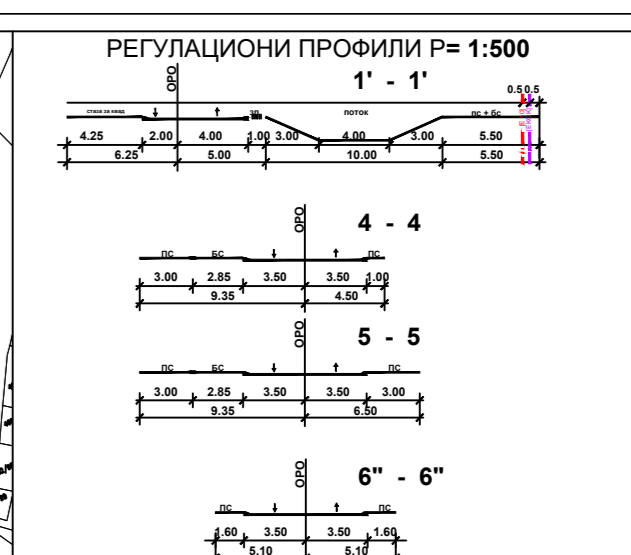 РЕГУЛАЦИОНИ ПРОФИЛИ Р= 1:500
1' - 1'
ОРО
0.5 0.5
стаза за квад
ЗП
поток
пс + бс
4.25 2.00 4.00 1.00 3.00 4.00 3.00 5.50
6.25 5.00 10.00 5.50
4 - 4
ОРО
ПС БС ПС
3.00 2.85 3.50 3.50 1.00
9.35 4.50
5 - 5
ОРО
ПС БС ПС
3.00 2.85 3.50 3.50 3.00
9.35 6.50
6" - 6"
ОРО
ПС ПС
1.60 3.50 3.50 1.60
5.10 5.10